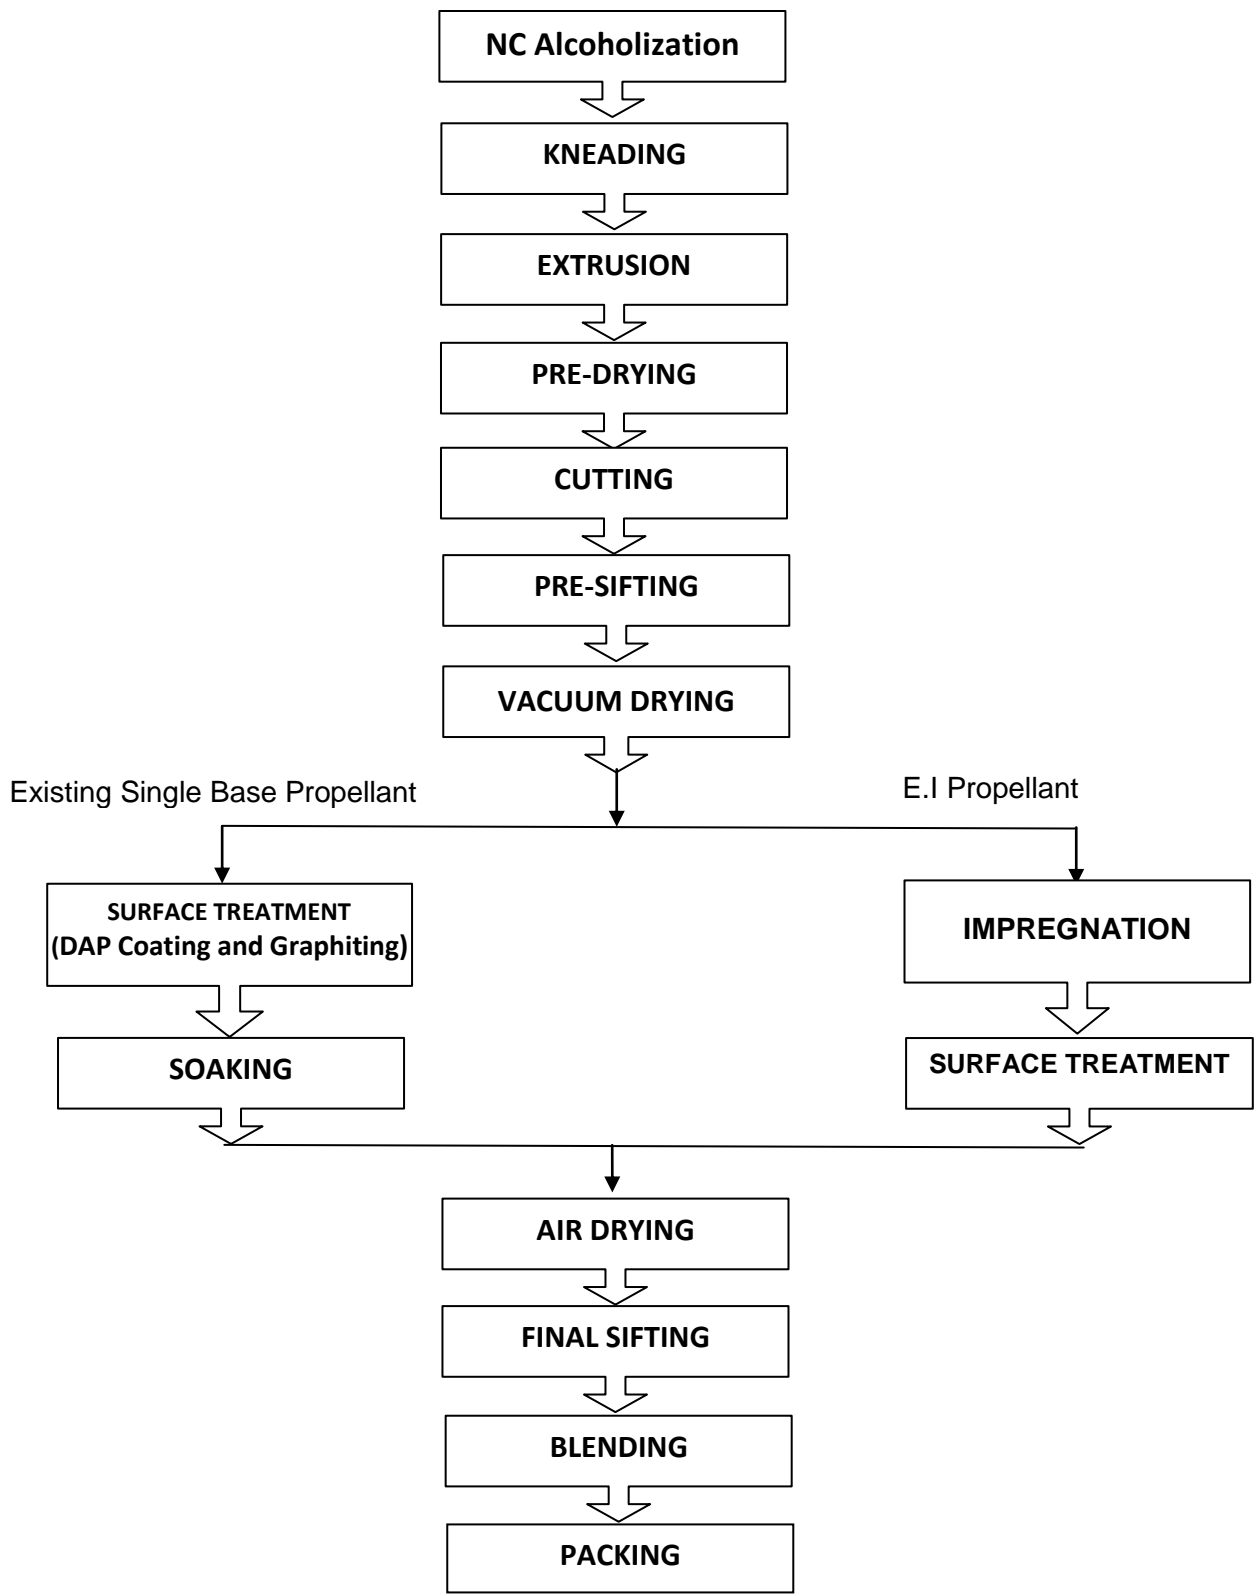 NC Alcoholization
KNEADING
EXTRUSION
PRE-DRYING
CUTTING
PRE-SIFTING
VACUUM DRYING
Existing Single Base Propellant
E.I Propellant
SURFACE TREATMENT
(DAP Coating and Graphiting)
IMPREGNATION
SOAKING
SURFACE TREATMENT
AIR DRYING
FINAL SIFTING
BLENDING
PACKING